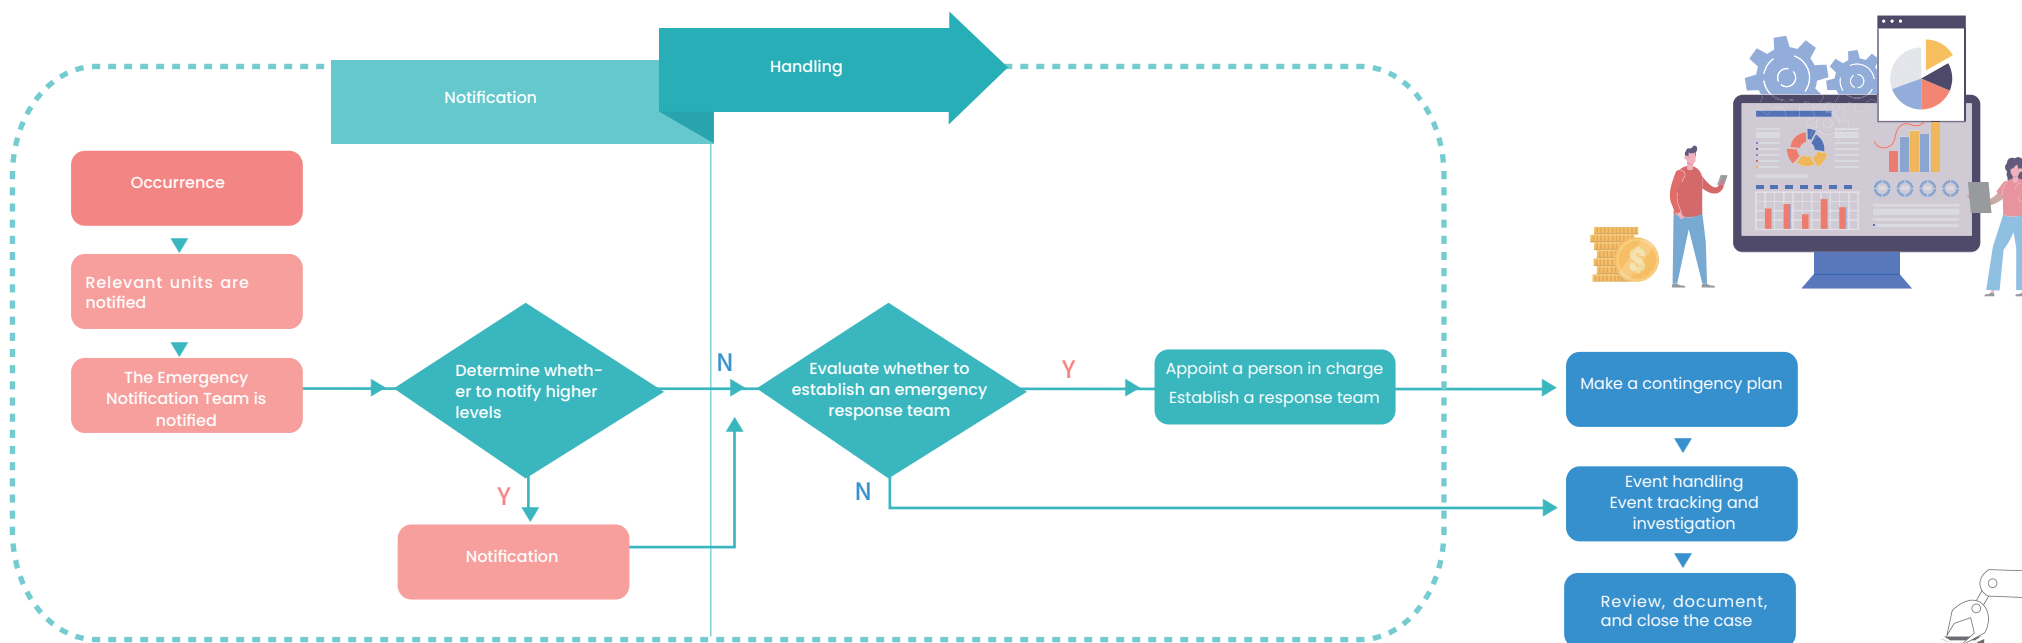 Handling
Notification
Occurrence
Relevant units are
notified
The Emergency
Notification Team is
notified
Determine wheth-
er to notify higher
levels
N
Y
Notification
Evaluate whether to
establish an emergency
response team
Y
N
Appoint a person in charge
Establish a response team
Make a contingency plan
Event handling
Event tracking and
investigation
Review, document,
and close the case
$